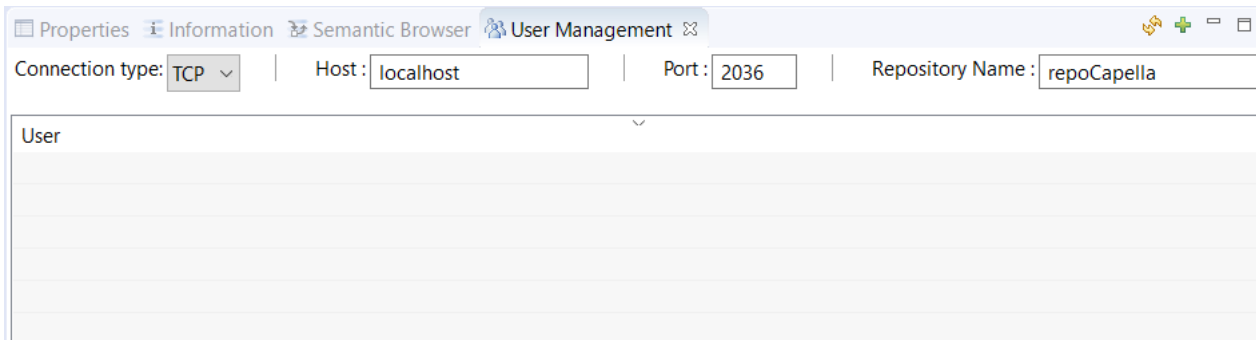 Properties Information Semantic Browser User Management
Connection type: TCP Host : localhost Port : 2036 Repository Name : repoCapella
User